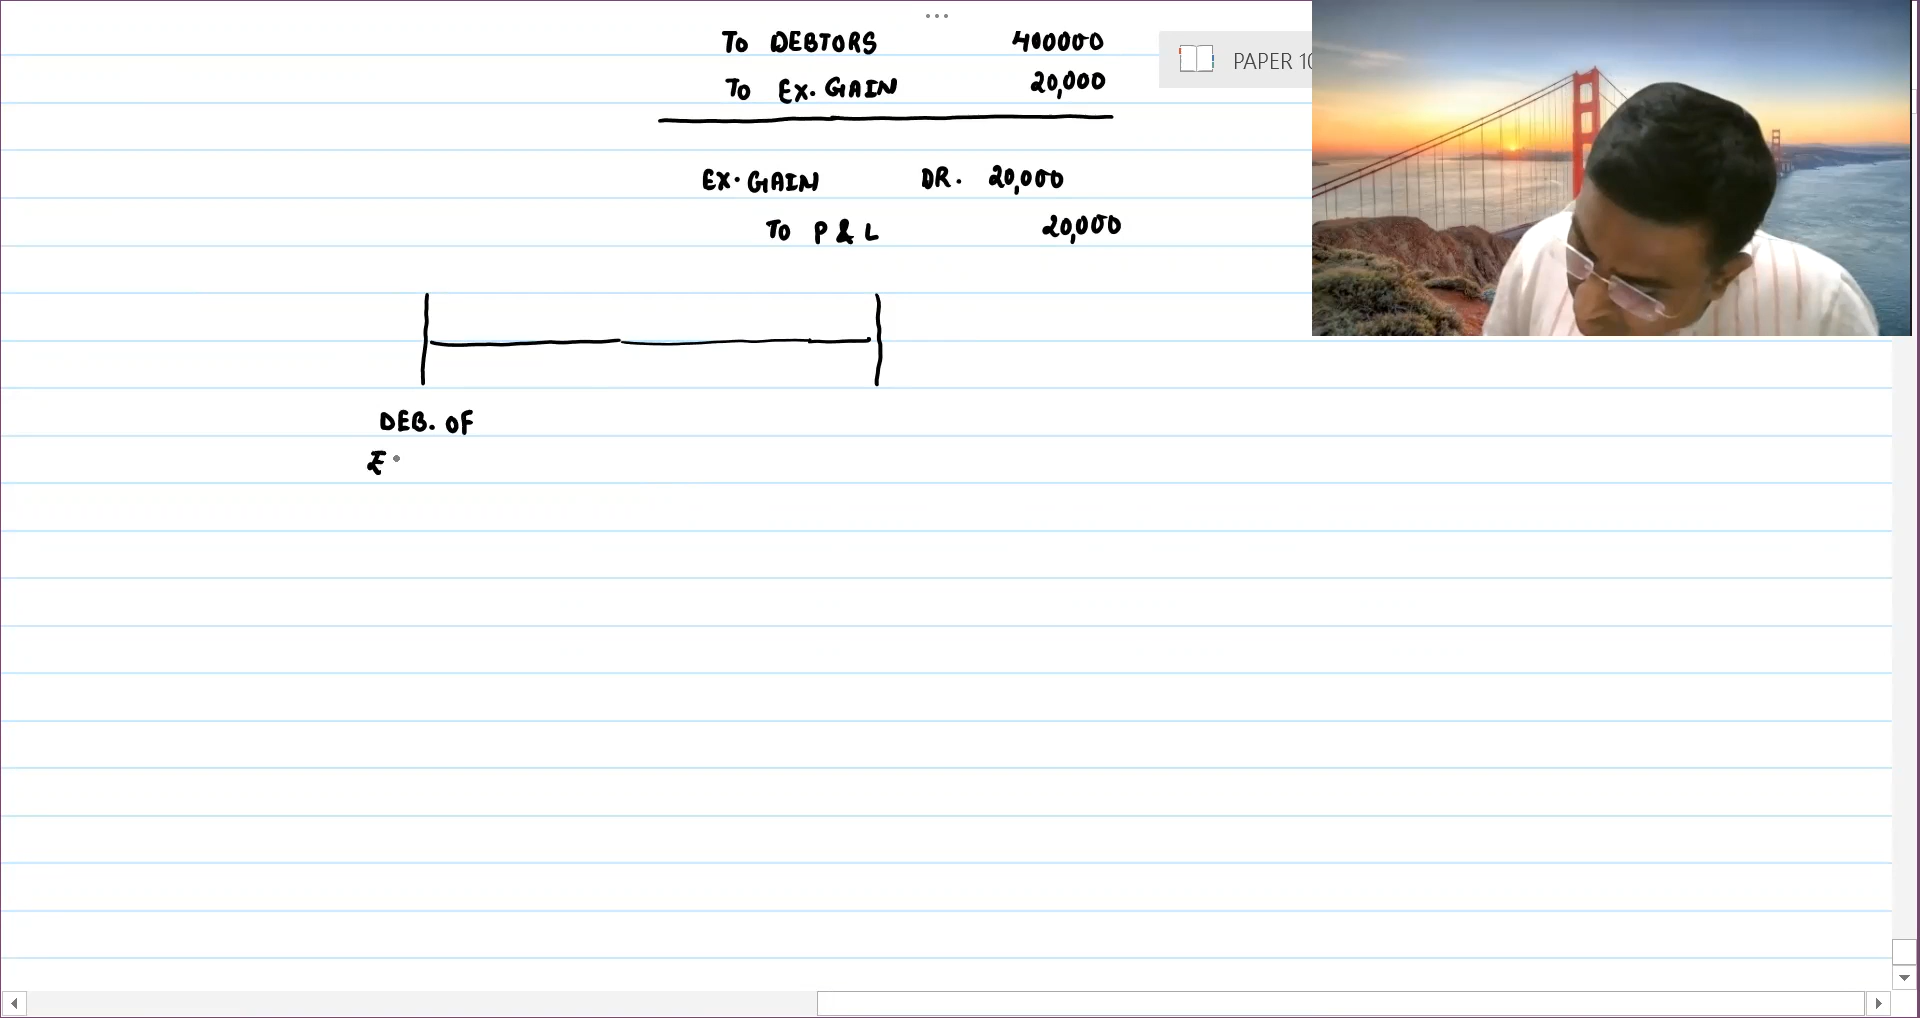 To DEBTORS 400000
To EX. GAIN 20,000
PAPER 10
EX. GAIN DR. 20,000
To P & L 20,000
DEB. OF
₹